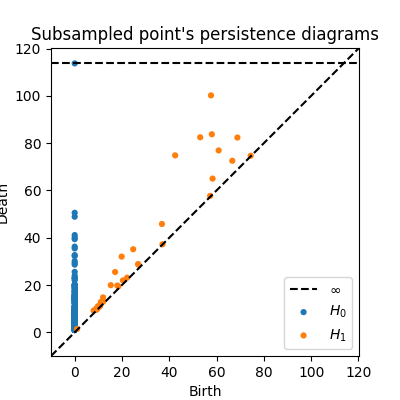 Subsampled point's persistence diagrams
120
100
80
60
40
20
0
Death
0 20 40 60 80 100 120
Birth
∞
H₀
H₁